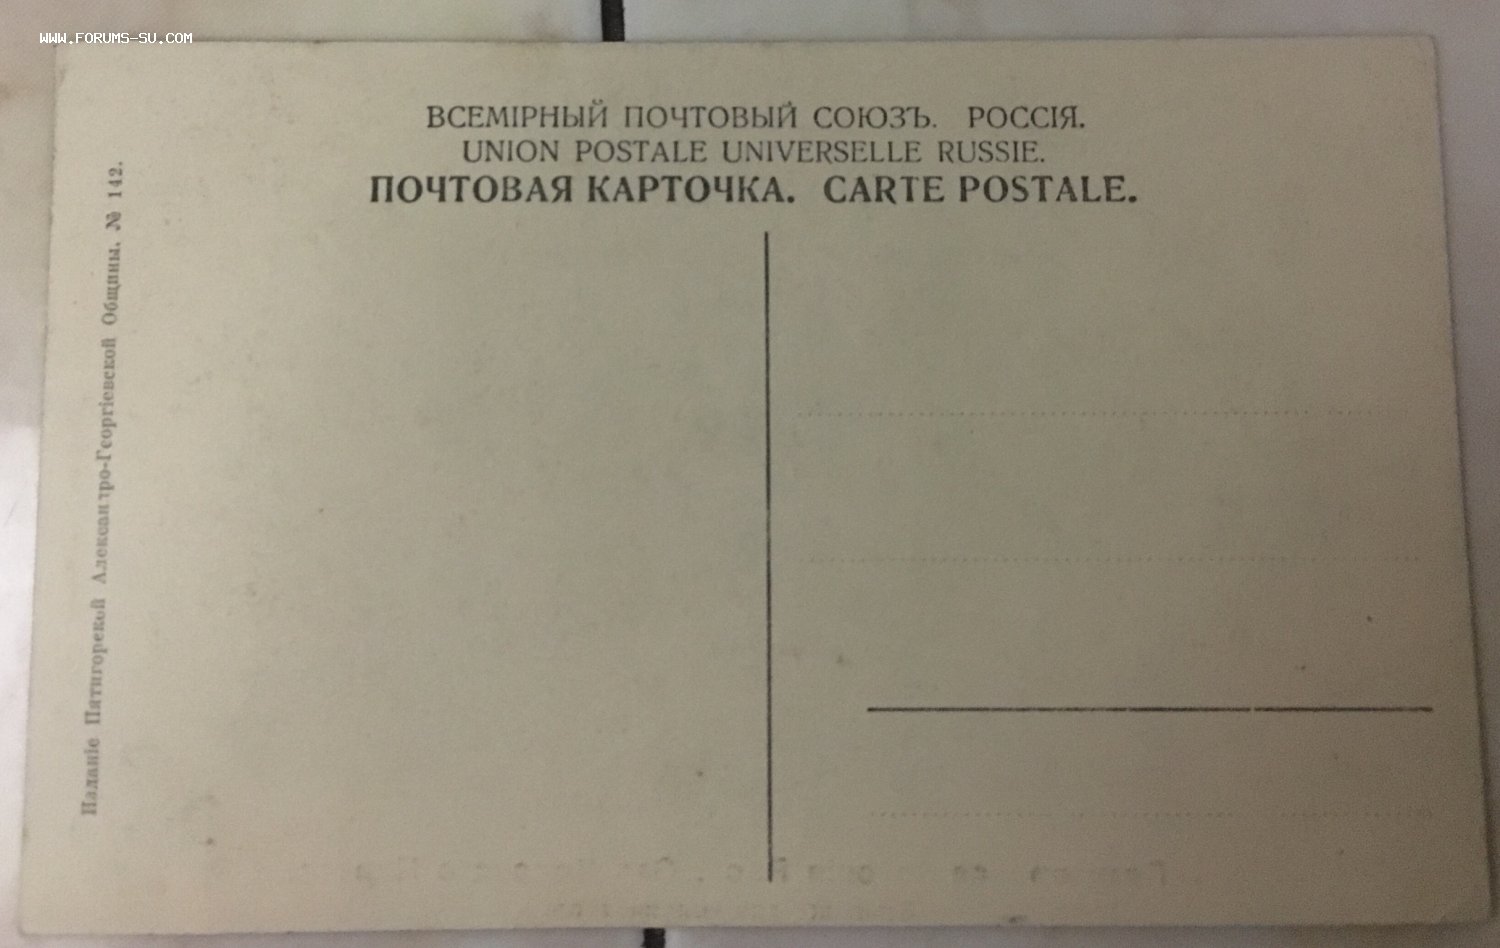 WWW.FORUMS-SU.COM
ВСЕМІРНЫЙ ПОЧТОВЫЙ СОЮЗЪ. РОССІЯ.
UNION POSTALE UNIVERSELLE RUSSIE.
ПОЧТОВАЯ КАРТОЧКА. CARTE POSTALE.
Изданіе Пятигорской Александро-Георгіевской Общины. № 142.